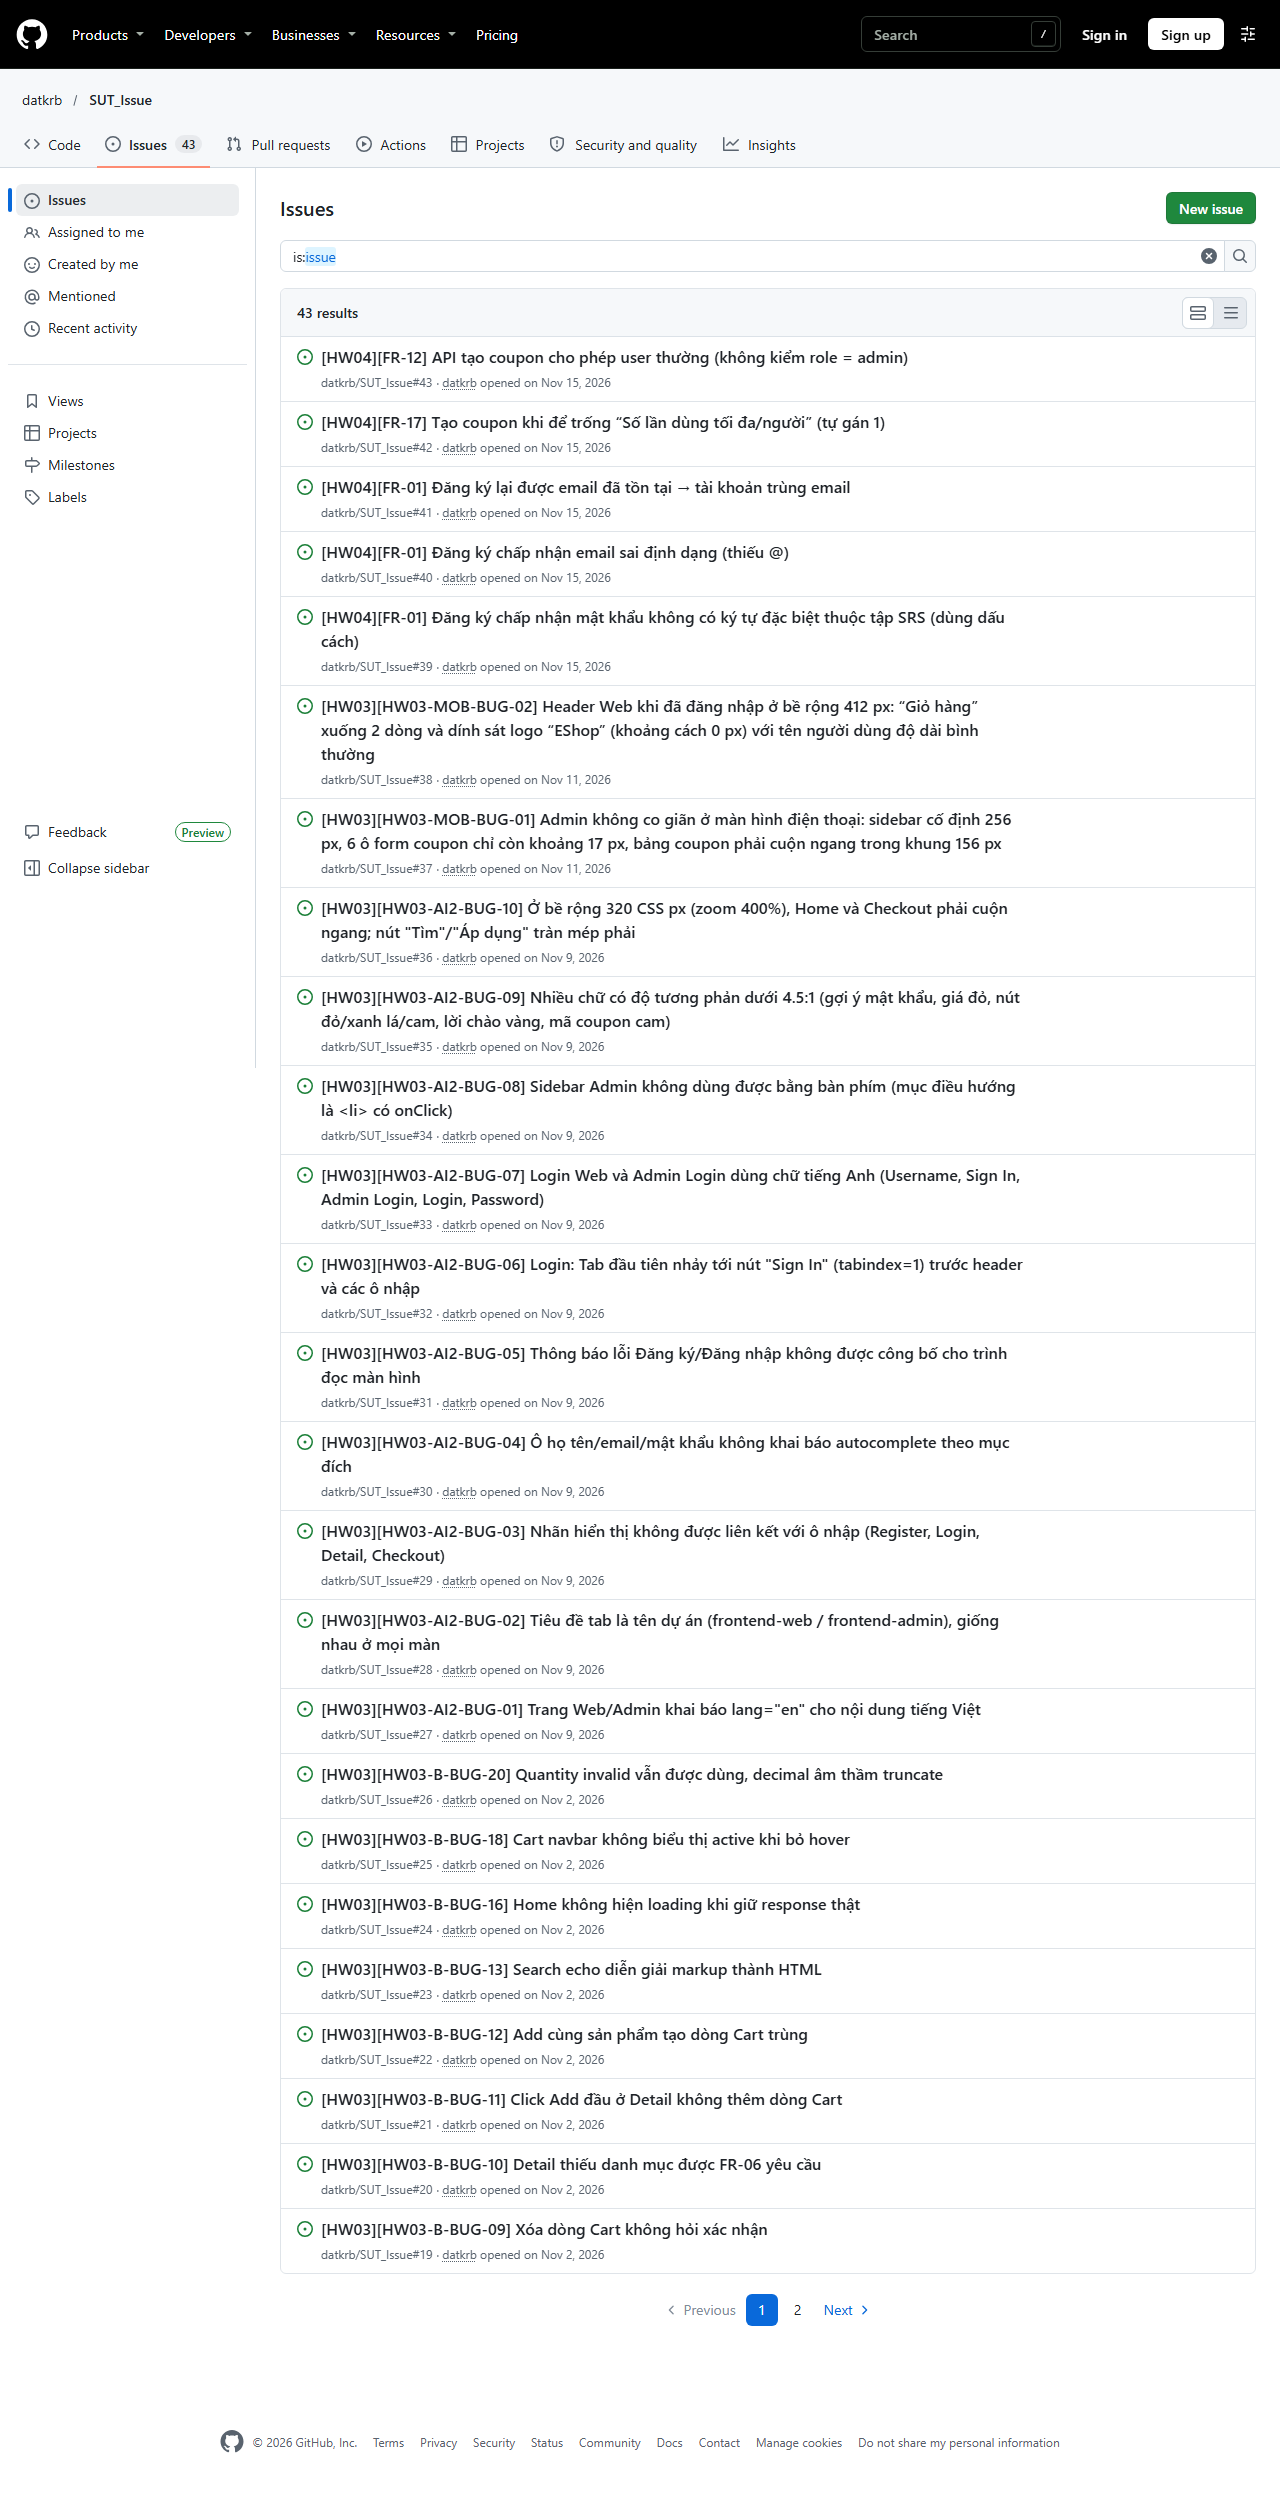 Products Developers Businesses Resources Pricing Search / Sign in Sign up
datkrb / SUT_Issue
Code Issues 43 Pull requests Actions Projects Security and quality Insights
Issues
Assigned to me
Created by me
Mentioned
Recent activity
Views
Projects
Milestones
Labels
Feedback Preview
Collapse sidebar
Issues New issue
is:issue
43 results
[HW04][FR-12] API tạo coupon cho phép user thường (không kiểm role = admin)
datkrb/SUT_Issue#43 · datkrb opened on Nov 15, 2026
[HW04][FR-17] Tạo coupon khi để trống “Số lần dùng tối đa/người” (tự gán 1)
datkrb/SUT_Issue#42 · datkrb opened on Nov 15, 2026
[HW04][FR-01] Đăng ký lại được email đã tồn tại → tài khoản trùng email
datkrb/SUT_Issue#41 · datkrb opened on Nov 15, 2026
[HW04][FR-01] Đăng ký chấp nhận email sai định dạng (thiếu @)
datkrb/SUT_Issue#40 · datkrb opened on Nov 15, 2026
[HW04][FR-01] Đăng ký chấp nhận mật khẩu không có ký tự đặc biệt thuộc tập SRS (dùng dấu
cách)
datkrb/SUT_Issue#39 · datkrb opened on Nov 15, 2026
[HW03][HW03-MOB-BUG-02] Header Web khi đã đăng nhập ở bề rộng 412 px: “Giỏ hàng”
xuống 2 dòng và dính sát logo “EShop” (khoảng cách 0 px) với tên người dùng độ dài bình
thường
datkrb/SUT_Issue#38 · datkrb opened on Nov 11, 2026
[HW03][HW03-MOB-BUG-01] Admin không co giãn ở màn hình điện thoại: sidebar cố định 256
px, 6 ô form coupon chỉ còn khoảng 17 px, bảng coupon phải cuộn ngang trong khung 156 px
datkrb/SUT_Issue#37 · datkrb opened on Nov 11, 2026
[HW03][HW03-AI2-BUG-10] Ở bề rộng 320 CSS px (zoom 400%), Home và Checkout phải cuộn
ngang; nút "Tìm"/"Áp dụng" tràn mép phải
datkrb/SUT_Issue#36 · datkrb opened on Nov 9, 2026
[HW03][HW03-AI2-BUG-09] Nhiều chữ có độ tương phản dưới 4.5:1 (gợi ý mật khẩu, giá đỏ, nút
đỏ/xanh lá/cam, lời chào vàng, mã coupon cam)
datkrb/SUT_Issue#35 · datkrb opened on Nov 9, 2026
[HW03][HW03-AI2-BUG-08] Sidebar Admin không dùng được bằng bàn phím (mục điều hướng
là <li> có onClick)
datkrb/SUT_Issue#34 · datkrb opened on Nov 9, 2026
[HW03][HW03-AI2-BUG-07] Login Web và Admin Login dùng chữ tiếng Anh (Username, Sign In,
Admin Login, Login, Password)
datkrb/SUT_Issue#33 · datkrb opened on Nov 9, 2026
[HW03][HW03-AI2-BUG-06] Login: Tab đầu tiên nhảy tới nút "Sign In" (tabindex=1) trước header
và các ô nhập
datkrb/SUT_Issue#32 · datkrb opened on Nov 9, 2026
[HW03][HW03-AI2-BUG-05] Thông báo lỗi Đăng ký/Đăng nhập không được công bố cho trình
đọc màn hình
datkrb/SUT_Issue#31 · datkrb opened on Nov 9, 2026
[HW03][HW03-AI2-BUG-04] Ô họ tên/email/mật khẩu không khai báo autocomplete theo mục
đích
datkrb/SUT_Issue#30 · datkrb opened on Nov 9, 2026
[HW03][HW03-AI2-BUG-03] Nhãn hiển thị không được liên kết với ô nhập (Register, Login,
Detail, Checkout)
datkrb/SUT_Issue#29 · datkrb opened on Nov 9, 2026
[HW03][HW03-AI2-BUG-02] Tiêu đề tab là tên dự án (frontend-web / frontend-admin), giống
nhau ở mọi màn
datkrb/SUT_Issue#28 · datkrb opened on Nov 9, 2026
[HW03][HW03-AI2-BUG-01] Trang Web/Admin khai báo lang="en" cho nội dung tiếng Việt
datkrb/SUT_Issue#27 · datkrb opened on Nov 9, 2026
[HW03][HW03-B-BUG-20] Quantity invalid vẫn được dùng, decimal âm thầm truncate
datkrb/SUT_Issue#26 · datkrb opened on Nov 2, 2026
[HW03][HW03-B-BUG-18] Cart navbar không biểu thị active khi bỏ hover
datkrb/SUT_Issue#25 · datkrb opened on Nov 2, 2026
[HW03][HW03-B-BUG-16] Home không hiện loading khi giữ response thật
datkrb/SUT_Issue#24 · datkrb opened on Nov 2, 2026
[HW03][HW03-B-BUG-13] Search echo diễn giải markup thành HTML
datkrb/SUT_Issue#23 · datkrb opened on Nov 2, 2026
[HW03][HW03-B-BUG-12] Add cùng sản phẩm tạo dòng Cart trùng
datkrb/SUT_Issue#22 · datkrb opened on Nov 2, 2026
[HW03][HW03-B-BUG-11] Click Add đầu ở Detail không thêm dòng Cart
datkrb/SUT_Issue#21 · datkrb opened on Nov 2, 2026
[HW03][HW03-B-BUG-10] Detail thiếu danh mục được FR-06 yêu cầu
datkrb/SUT_Issue#20 · datkrb opened on Nov 2, 2026
[HW03][HW03-B-BUG-09] Xóa dòng Cart không hỏi xác nhận
datkrb/SUT_Issue#19 · datkrb opened on Nov 2, 2026
Previous 1 2 Next
© 2026 GitHub, Inc. Terms Privacy Security Status Community Docs Contact Manage cookies Do not share my personal information